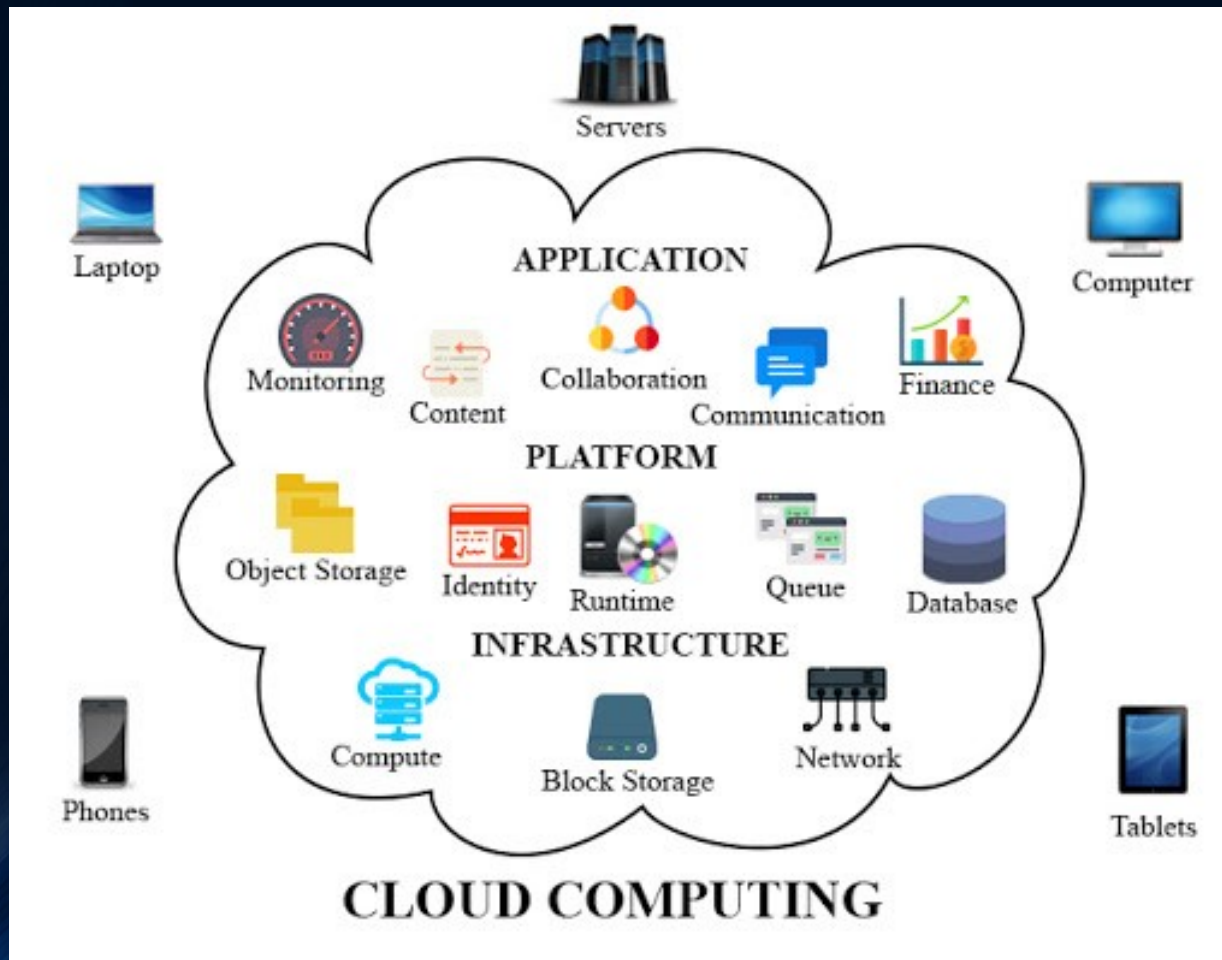 Servers
Laptop
Computer
APPLICATION
Monitoring
Content
Collaboration
Communication
Finance
PLATFORM
Object Storage
Identity
Runtime
Queue
Database
INFRASTRUCTURE
Compute
Block Storage
Network
Phones
Tablets
CLOUD COMPUTING